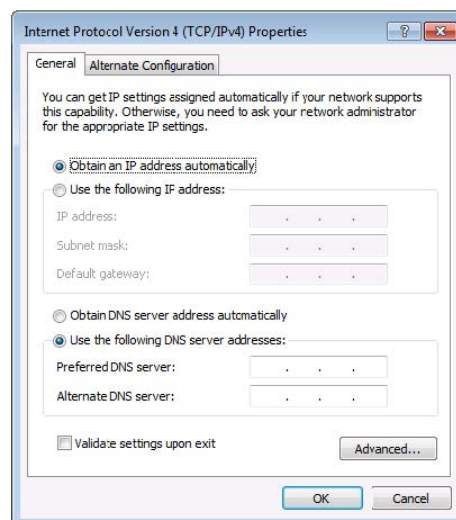 Internet Protocol Version 4 (TCP/IPv4) Properties
General
Alternate Configuration
You can get IP settings assigned automatically if your network supports
this capability. Otherwise, you need to ask your network administrator
for the appropriate IP settings.
Obtain an IP address automatically
Use the following IP address:
IP address:
Subnet mask:
Default gateway:
Obtain DNS server address automatically
Use the following DNS server addresses:
Preferred DNS server:
Alternate DNS server:
Validate settings upon exit
Advanced...
OK
Cancel